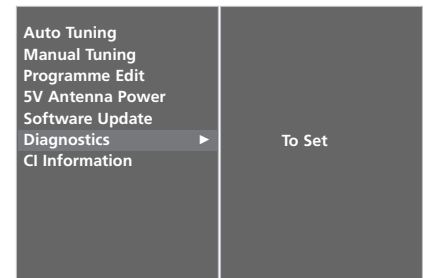 Auto Tuning
Manual Tuning
Programme Edit
5V Antenna Power
Software Update
Diagnostics ►
To Set
CI Information